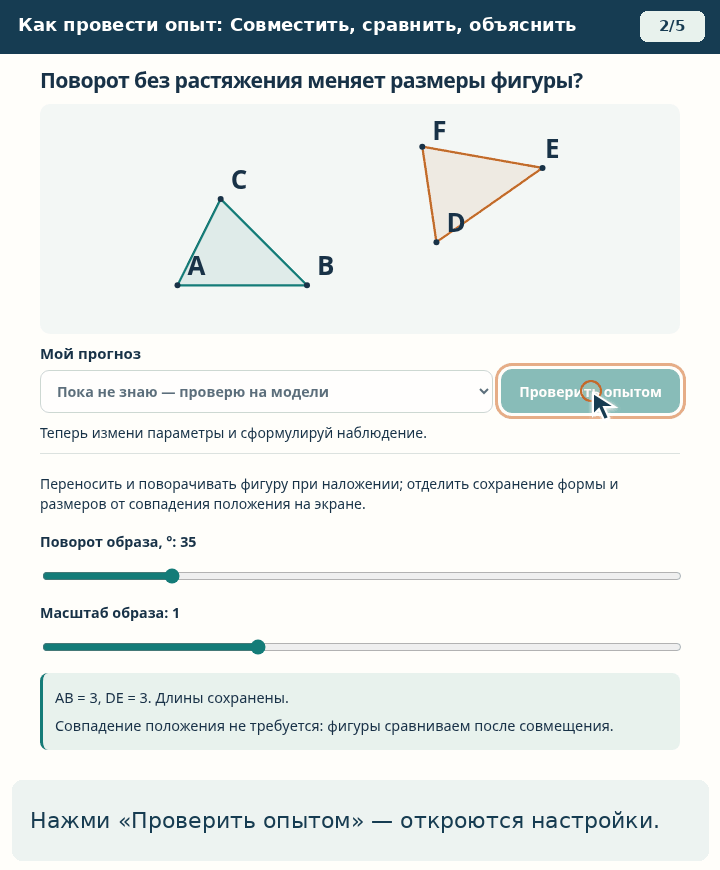 Как провести опыт: Совместить, сравнить, объяснить
2/5
Поворот без растяжения меняет размеры фигуры?
F
E
C
D
A
B
Мой прогноз
Пока не знаю — проверю на модели
Проверить опытом
Теперь измени параметры и сформулируй наблюдение.
Переносить и поворачивать фигуру при наложении; отделить сохранение формы и
размеров от совпадения положения на экране.
Поворот образа, °: 35
Масштаб образа: 1
AB = 3, DE = 3. Длины сохранены.
Совпадение положения не требуется: фигуры сравниваем после совмещения.
Нажми «Проверить опытом» — откроются настройки.